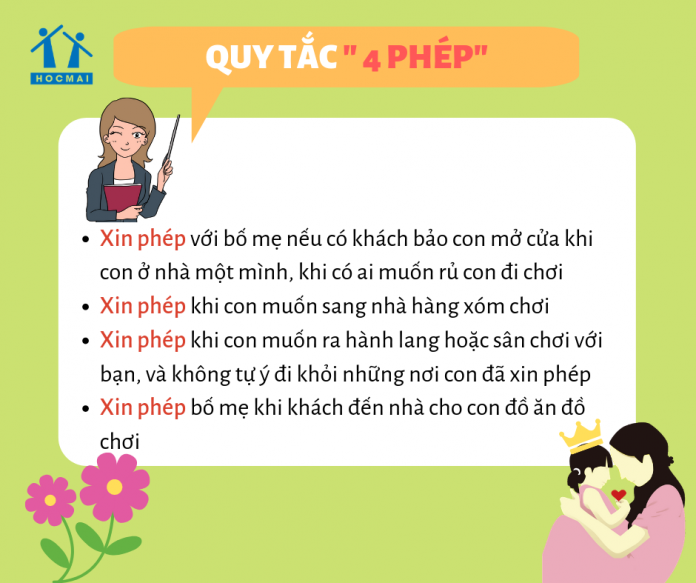 HOCMAI
QUY TẮC " 4 PHÉP"
• Xin phép với bố mẹ nếu có khách bảo con mở cửa khi
con ở nhà một mình, khi có ai muốn rủ con đi chơi
• Xin phép khi con muốn sang nhà hàng xóm chơi
• Xin phép khi con muốn ra hành lang hoặc sân chơi với
bạn, và không tự ý đi khỏi những nơi con đã xin phép
• Xin phép bố mẹ khi khách đến nhà cho con đồ ăn đồ
chơi